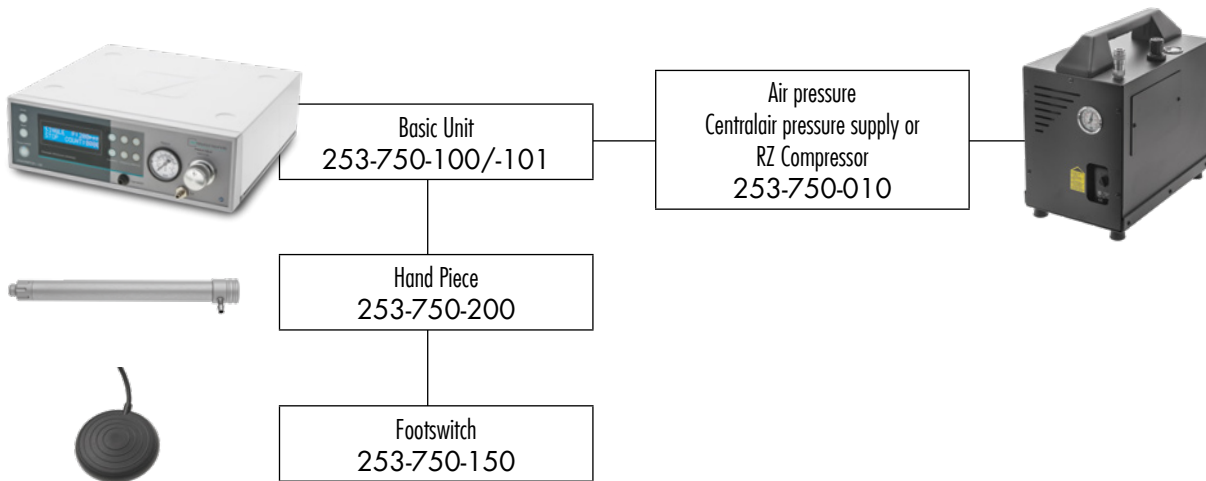 Basic Unit
253-750-100/-101
Air pressure
Centralair pressure supply or
RZ Compressor
253-750-010
Hand Piece
253-750-200
Footswitch
253-750-150